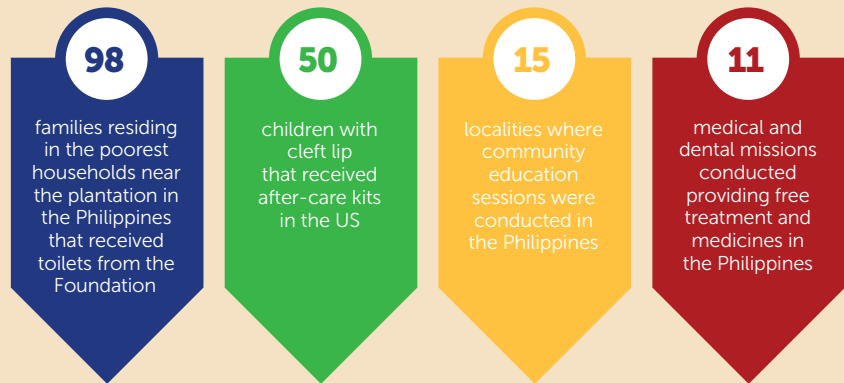 98
families residing
in the poorest
households near
the plantation in
the Philippines
that received
toilets from the
Foundation
50
children with
cleft lip
that received
after-care kits
in the US
15
localities where
community
education
sessions were
conducted in
the Philippines
11
medical and
dental missions
conducted
providing free
treatment and
medicines in
the Philippines